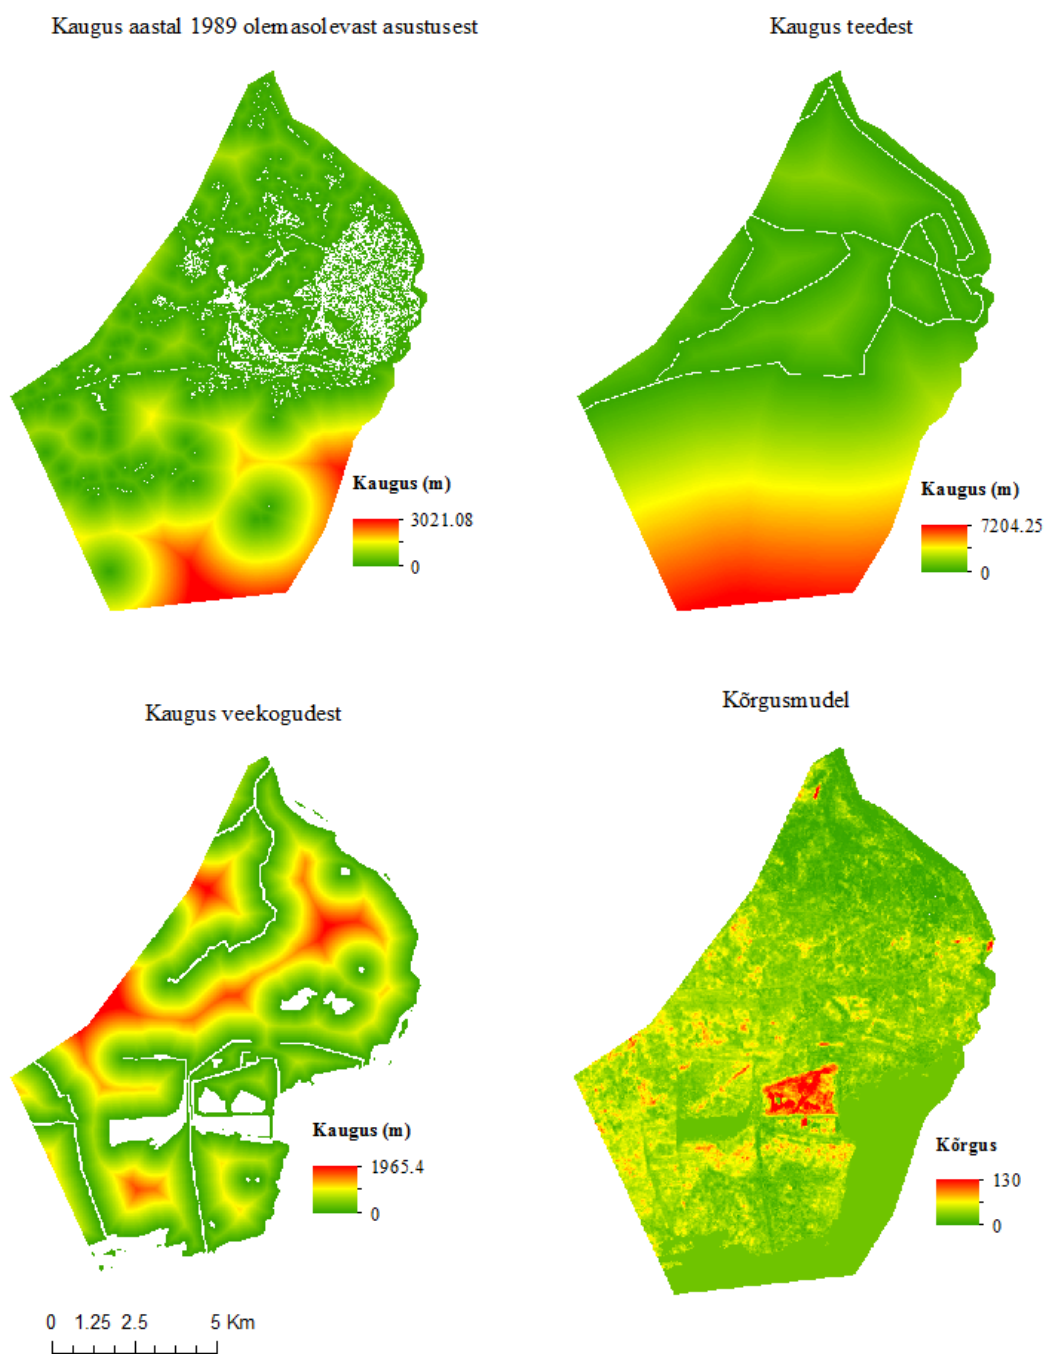 Kaugus aastal 1989 olemasolevast asustusest
Kaugus teedest
Kaugus (m)
3021.08
0
Kaugus (m)
7204.25
0
Kaugus veekogudest
Kõrgusmudel
Kaugus (m)
1965.4
0
Kõrgus
130
0
0 1.25 2.5 5 Km